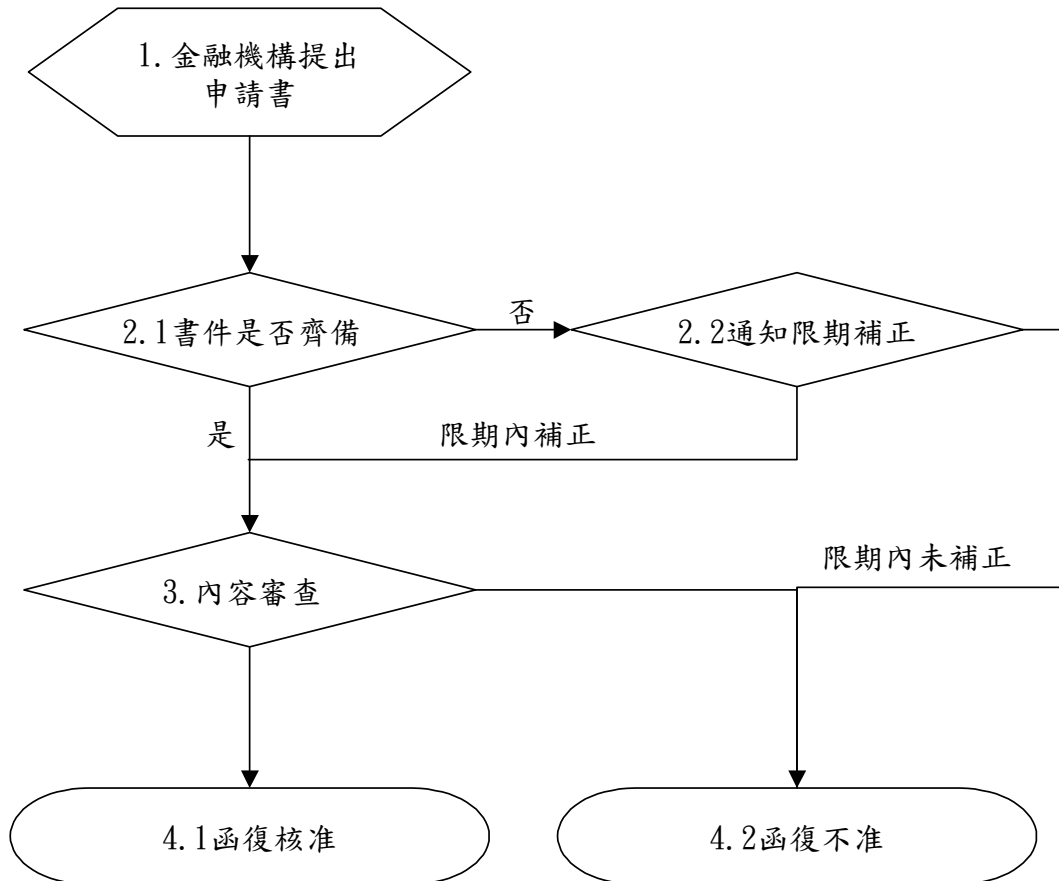 1.金融機構提出
申請書
2.1書件是否齊備
否
2.2通知限期補正
是
限期內補正
限期內未補正
3.內容審查
4.1函復核准
4.2函復不准